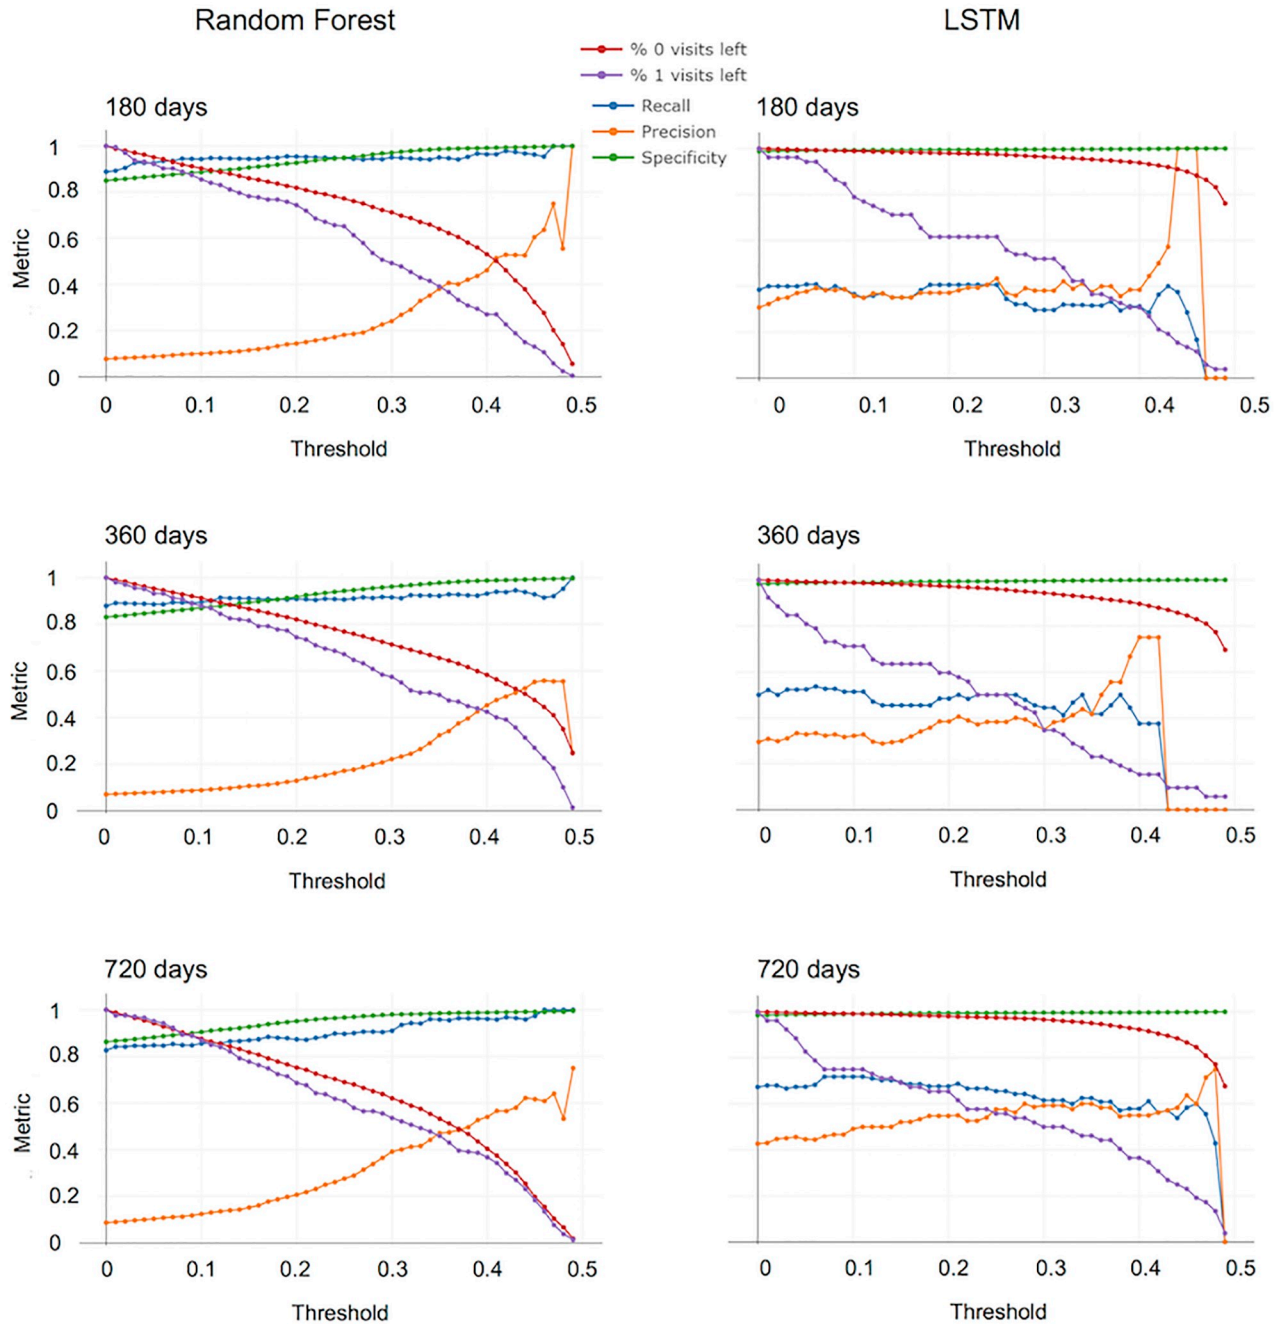 Random Forest
LSTM
% 0 visits left
% 1 visits left
Recall
Precision
Specificity
180 days
1
0.8
0.6
0.4
0.2
0
Metric
0 0.1 0.2 0.3 0.4 0.5
Threshold
180 days
0 0.1 0.2 0.3 0.4 0.5
Threshold
360 days
1
0.8
0.6
0.4
0.2
0
Metric
0 0.1 0.2 0.3 0.4 0.5
Threshold
360 days
0 0.1 0.2 0.3 0.4 0.5
Threshold
720 days
1
0.8
0.6
0.4
0.2
0
Metric
0 0.1 0.2 0.3 0.4 0.5
Threshold
720 days
0 0.1 0.2 0.3 0.4 0.5
Threshold